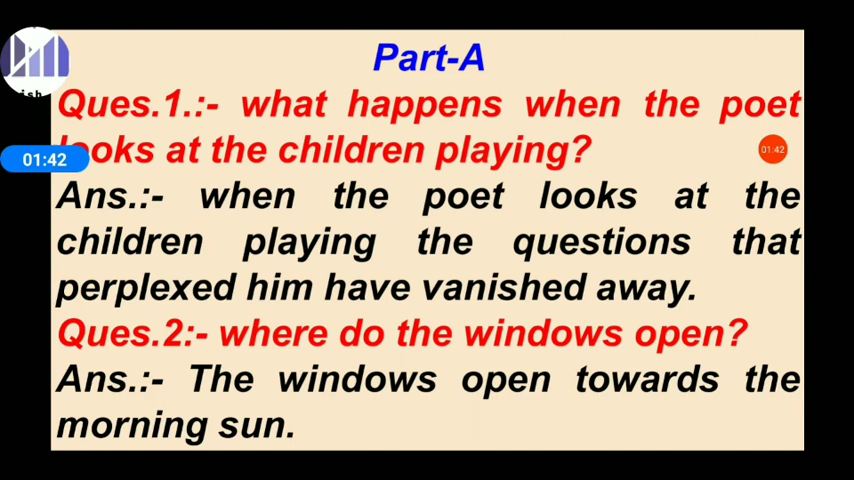 Part-A
Ques.1.:- what happens when the poet
looks at the children playing?
01:42
01:42
Ans.:- when the poet looks at the
children playing the questions that
perplexed him have vanished away.
Ques.2:- where do the windows open?
Ans.:- The windows open towards the
morning sun.